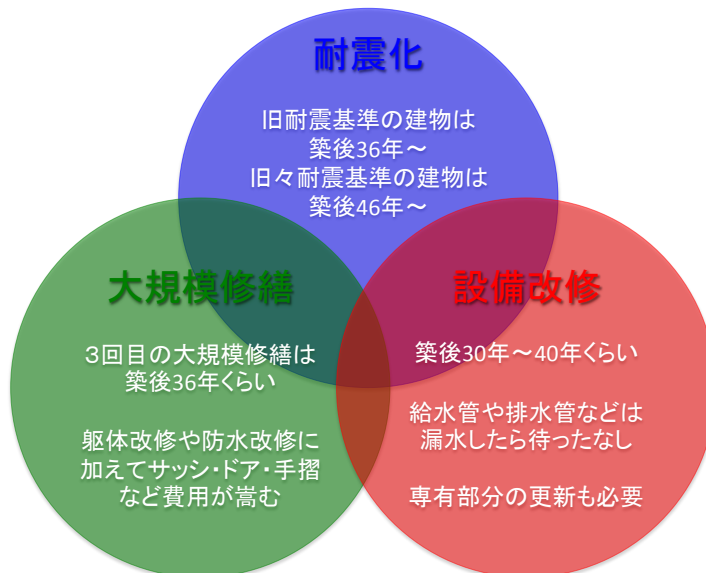 耐震化
旧耐震基準の建物は
築後36年～
旧々耐震基準の建物は
築後46年～
大規模修繕
３回目の大規模修繕は
築後36年くらい
躯体改修や防水改修に
加えてサッシ・ドア・手摺
など費用が嵩む
設備改修
築後30年～40年くらい
給水管や排水管などは
漏水したら待ったなし
専有部分の更新も必要